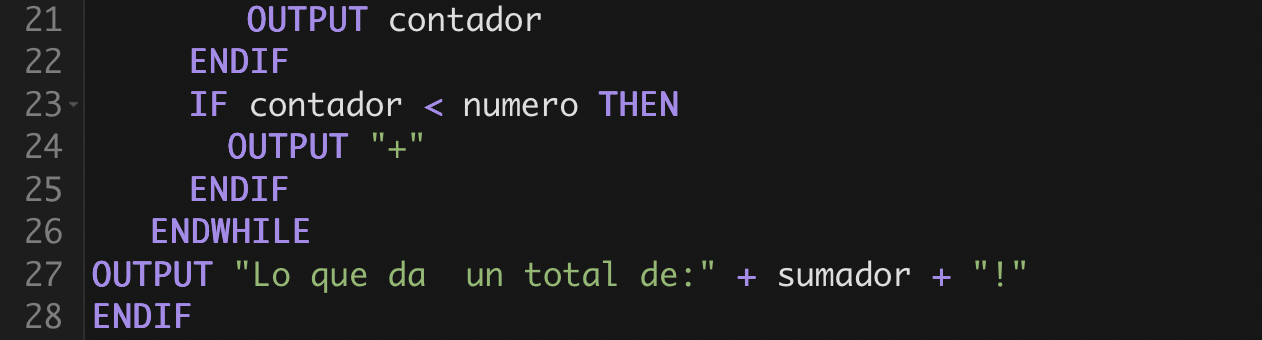 21 OUTPUT contador
22 ENDIF
23 IF contador < numero THEN
24 OUTPUT "+"
25 ENDIF
26 ENDWHILE
27 OUTPUT "Lo que da  un total de:" + sumador + "!"
28 ENDIF